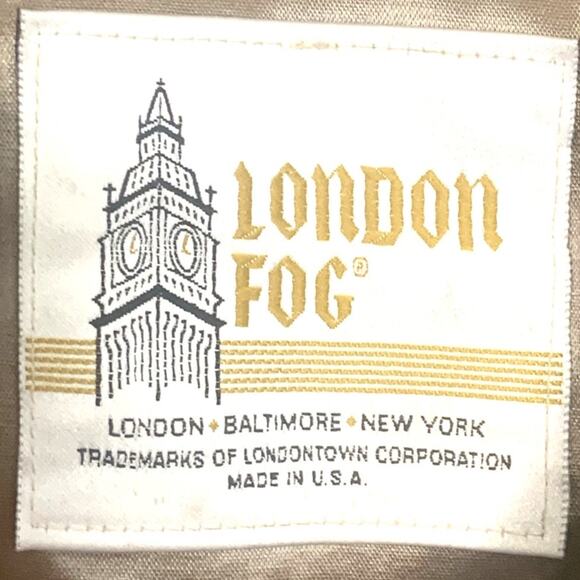 LONDON
FOG®
LONDON • BALTIMORE • NEW YORK
TRADEMARKS OF LONDONTOWN CORPORATION
MADE IN U.S.A.